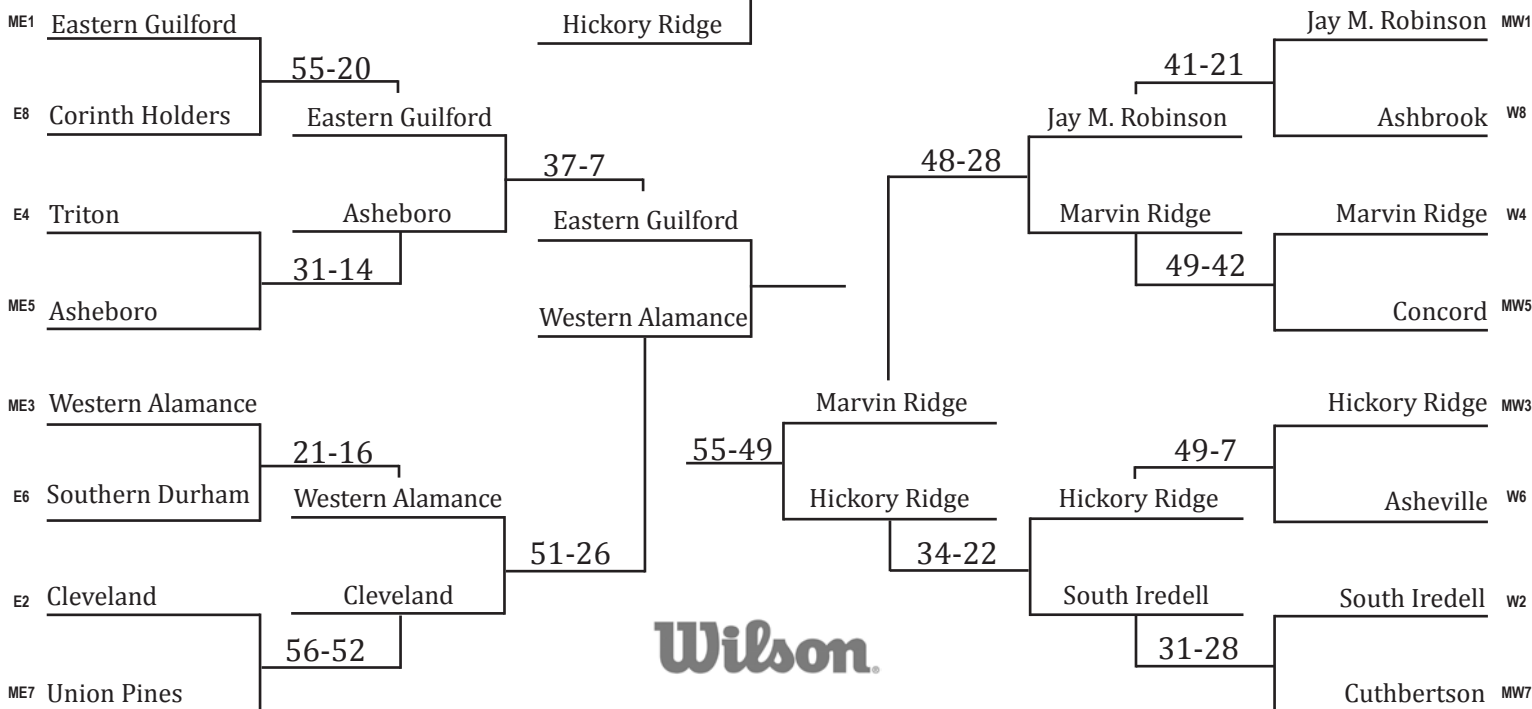 ME1 Eastern Guilford
Hickory Ridge
Jay M. Robinson MW1
55-20
41-21
E8 Corinth Holders
Eastern Guilford
Jay M. Robinson
Ashbrook W8
37-7
48-28
E4 Triton
Asheboro
Eastern Guilford
Marvin Ridge
Marvin Ridge W4
31-14
49-42
ME5 Asheboro
Western Alamance
Concord MW5
ME3 Western Alamance
Marvin Ridge
Hickory Ridge MW3
21-16
55-49
49-7
E6 Southern Durham
Western Alamance
Hickory Ridge
Hickory Ridge
Asheville W6
51-26
34-22
E2 Cleveland
Cleveland
South Iredell
South Iredell W2
56-52
Wilson
31-28
ME7 Union Pines
Cuthbertson MW7